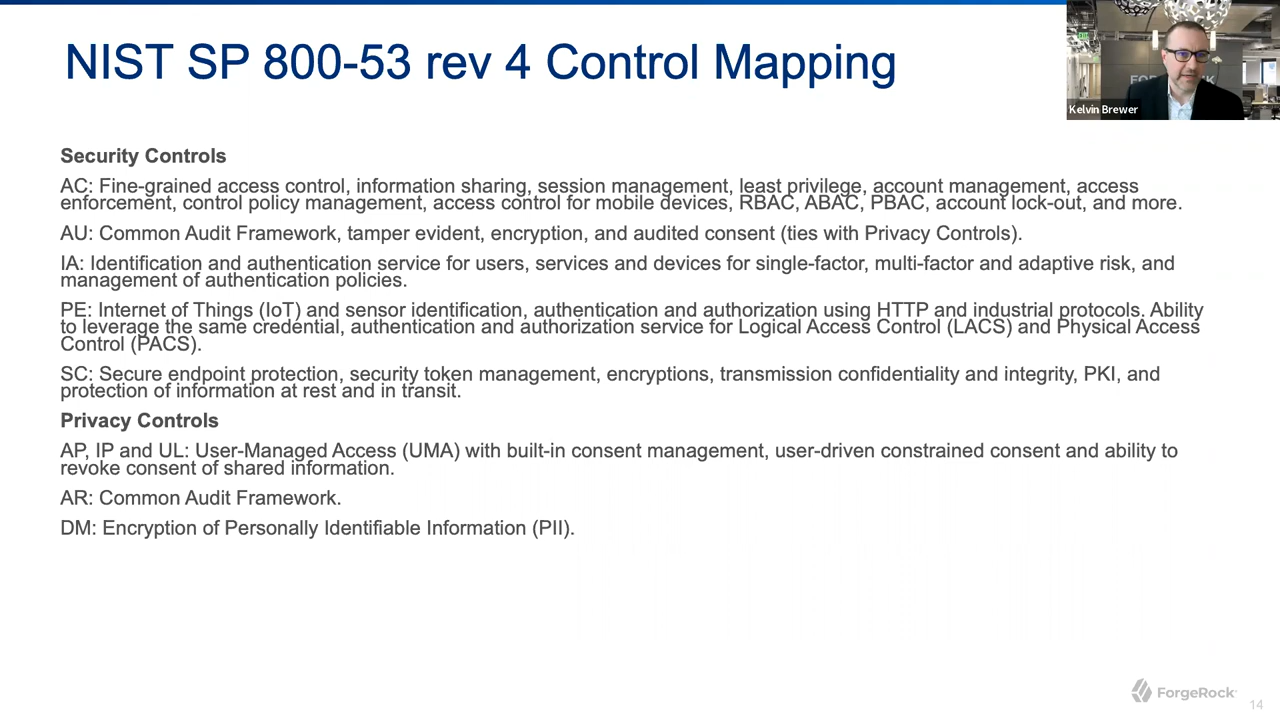 NIST SP 800-53 rev 4 Control Mapping
Kelvin Brewer
Security Controls
AC: Fine-grained access control, information sharing, session management, least privilege, account management, access
enforcement, control policy management, access control for mobile devices, RBAC, ABAC, PBAC, account lock-out, and more.
AU: Common Audit Framework, tamper evident, encryption, and audited consent (ties with Privacy Controls).
IA: Identification and authentication service for users, services and devices for single-factor, multi-factor and adaptive risk, and
management of authentication policies.
PE: Internet of Things (IoT) and sensor identification, authentication and authorization using HTTP and industrial protocols. Ability
to leverage the same credential, authentication and authorization service for Logical Access Control (LACS) and Physical Access
Control (PACS).
SC: Secure endpoint protection, security token management, encryptions, transmission confidentiality and integrity, PKI, and
protection of information at rest and in transit.
Privacy Controls
AP, IP and UL: User-Managed Access (UMA) with built-in consent management, user-driven constrained consent and ability to
revoke consent of shared information.
AR: Common Audit Framework.
DM: Encryption of Personally Identifiable Information (PII).
ForgeRock
14